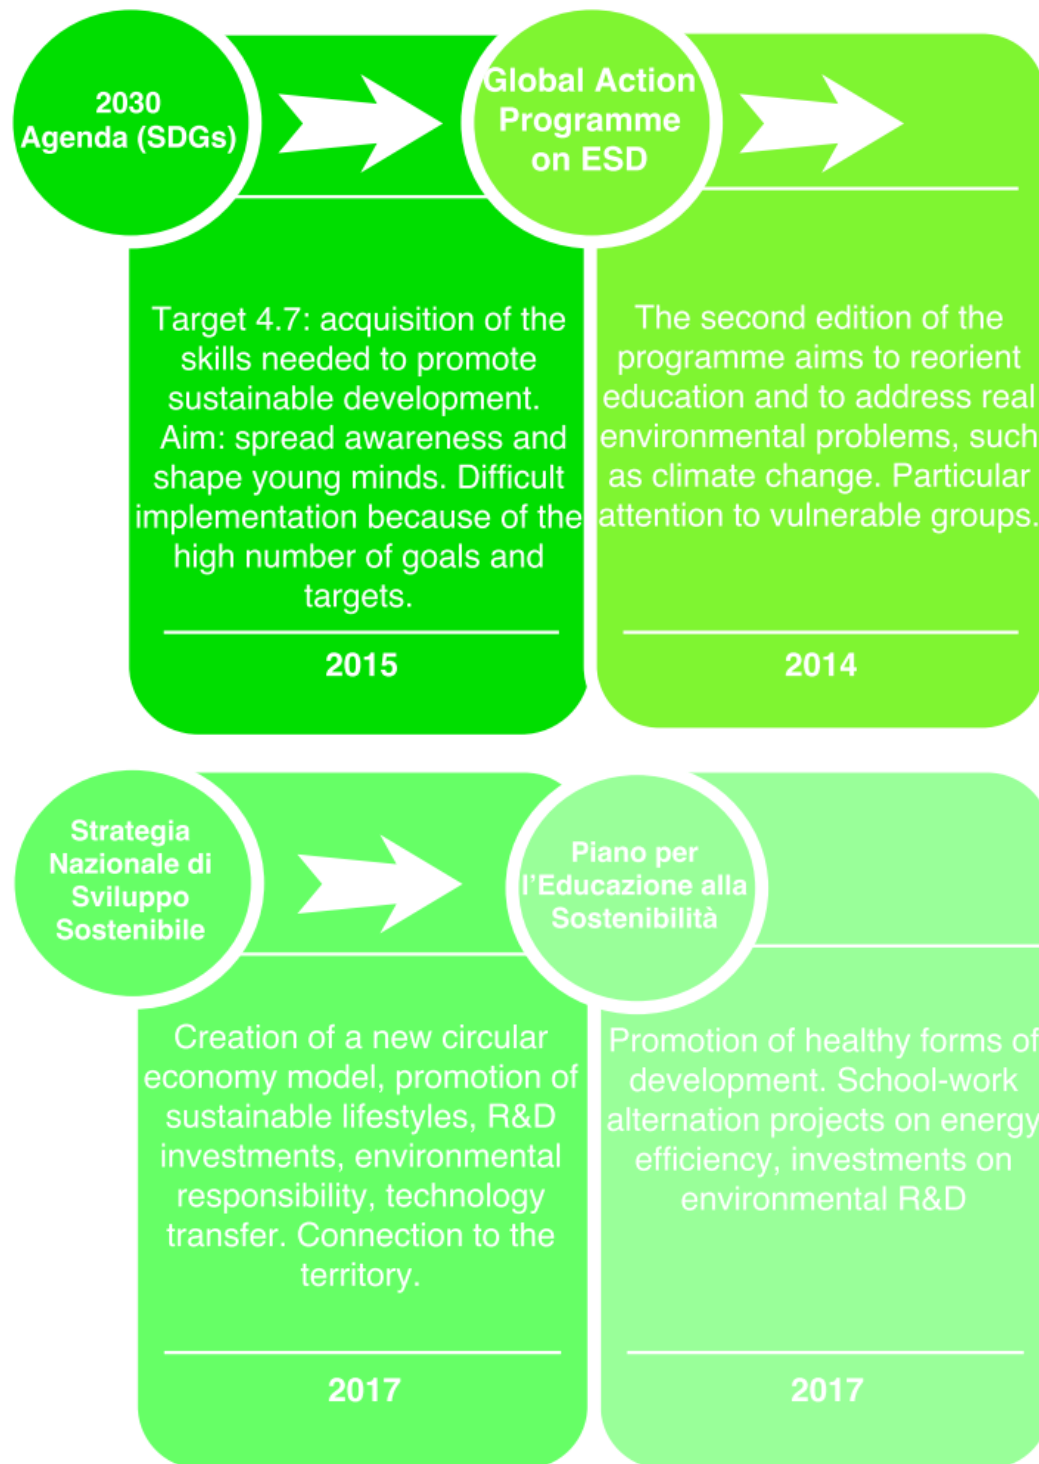 2030
Agenda (SDGs)
Global Action
Programme
on ESD
Target 4.7: acquisition of the
skills needed to promote
sustainable development.
Aim: spread awareness and
shape young minds. Difficult
implementation because of the
high number of goals and
targets.
2015
The second edition of the
programme aims to reorient
education and to address real
environmental problems, such
as climate change. Particular
attention to vulnerable groups.
2014
Strategia
Nazionale di
Sviluppo
Sostenibile
Piano per
l'Educazione alla
Sostenibilità
Creation of a new circular
economy model, promotion of
sustainable lifestyles, R&D
investments, environmental
responsibility, technology
transfer. Connection to the
territory.
2017
Promotion of healthy forms of
development. School-work
alternation projects on energy
efficiency, investments on
environmental R&D
2017